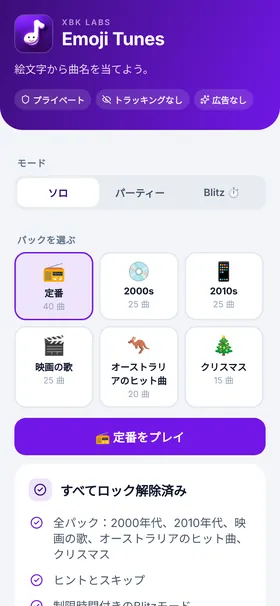 XBK LABS
Emoji Tunes
絵文字から曲名を当てよう。
プライベート
トラッキングなし
広告なし
モード
ソロ
パーティー
Blitz ⏱️
パックを選ぶ
定番
40 曲
2000s
25 曲
2010s
25 曲
映画の歌
25 曲
オーストラリ
アのヒット曲
20 曲
クリスマス
15 曲
📻 定番をプレイ
すべてロック解除済み
全パック：2000年代、2010年代、映
画の歌、オーストラリアのヒット曲、
クリスマス
ヒントとスキップ
制限時間付きのBlitzモード